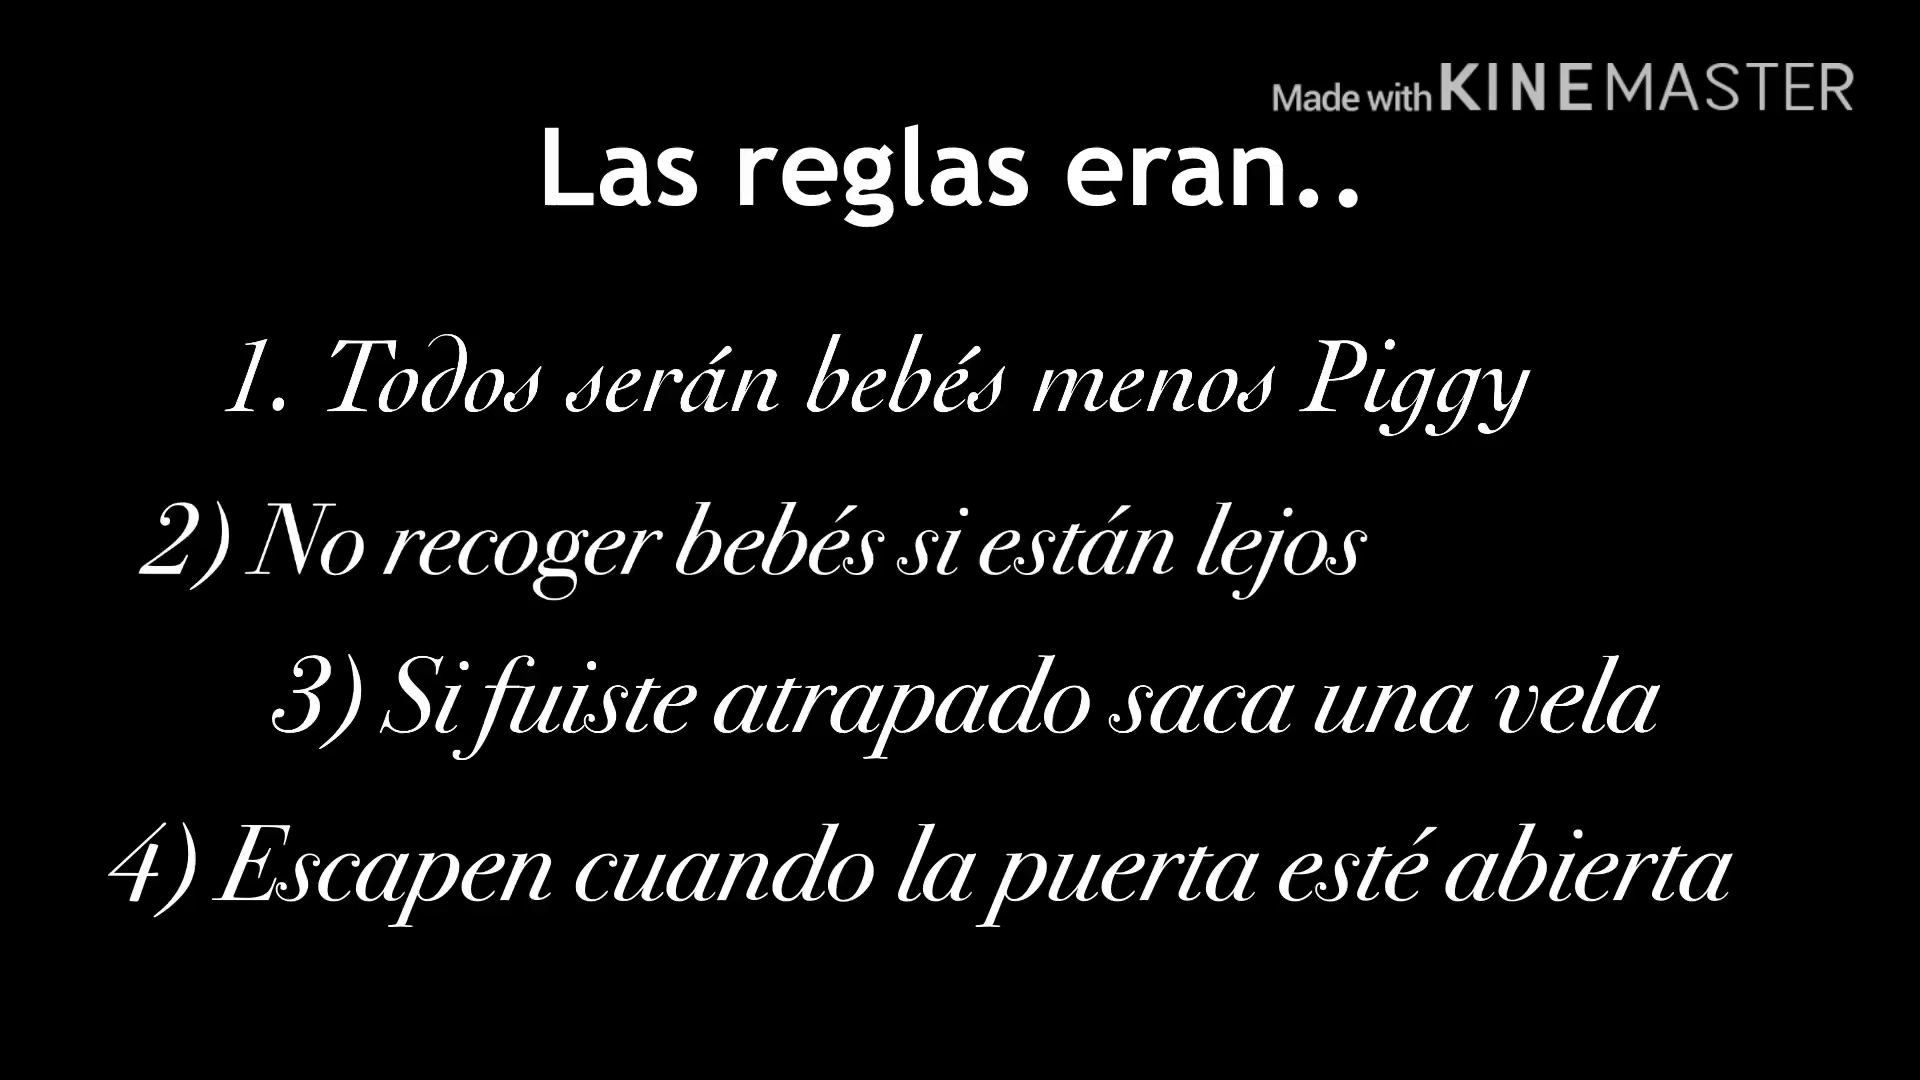 Made with KINEMASTER
Las reglas eran..
1. Todos serán bebés menos Piggy
2) No recoger bebés si están lejos
3) Si fuiste atrapado saca una vela
4) Escapen cuando la puerta esté abierta